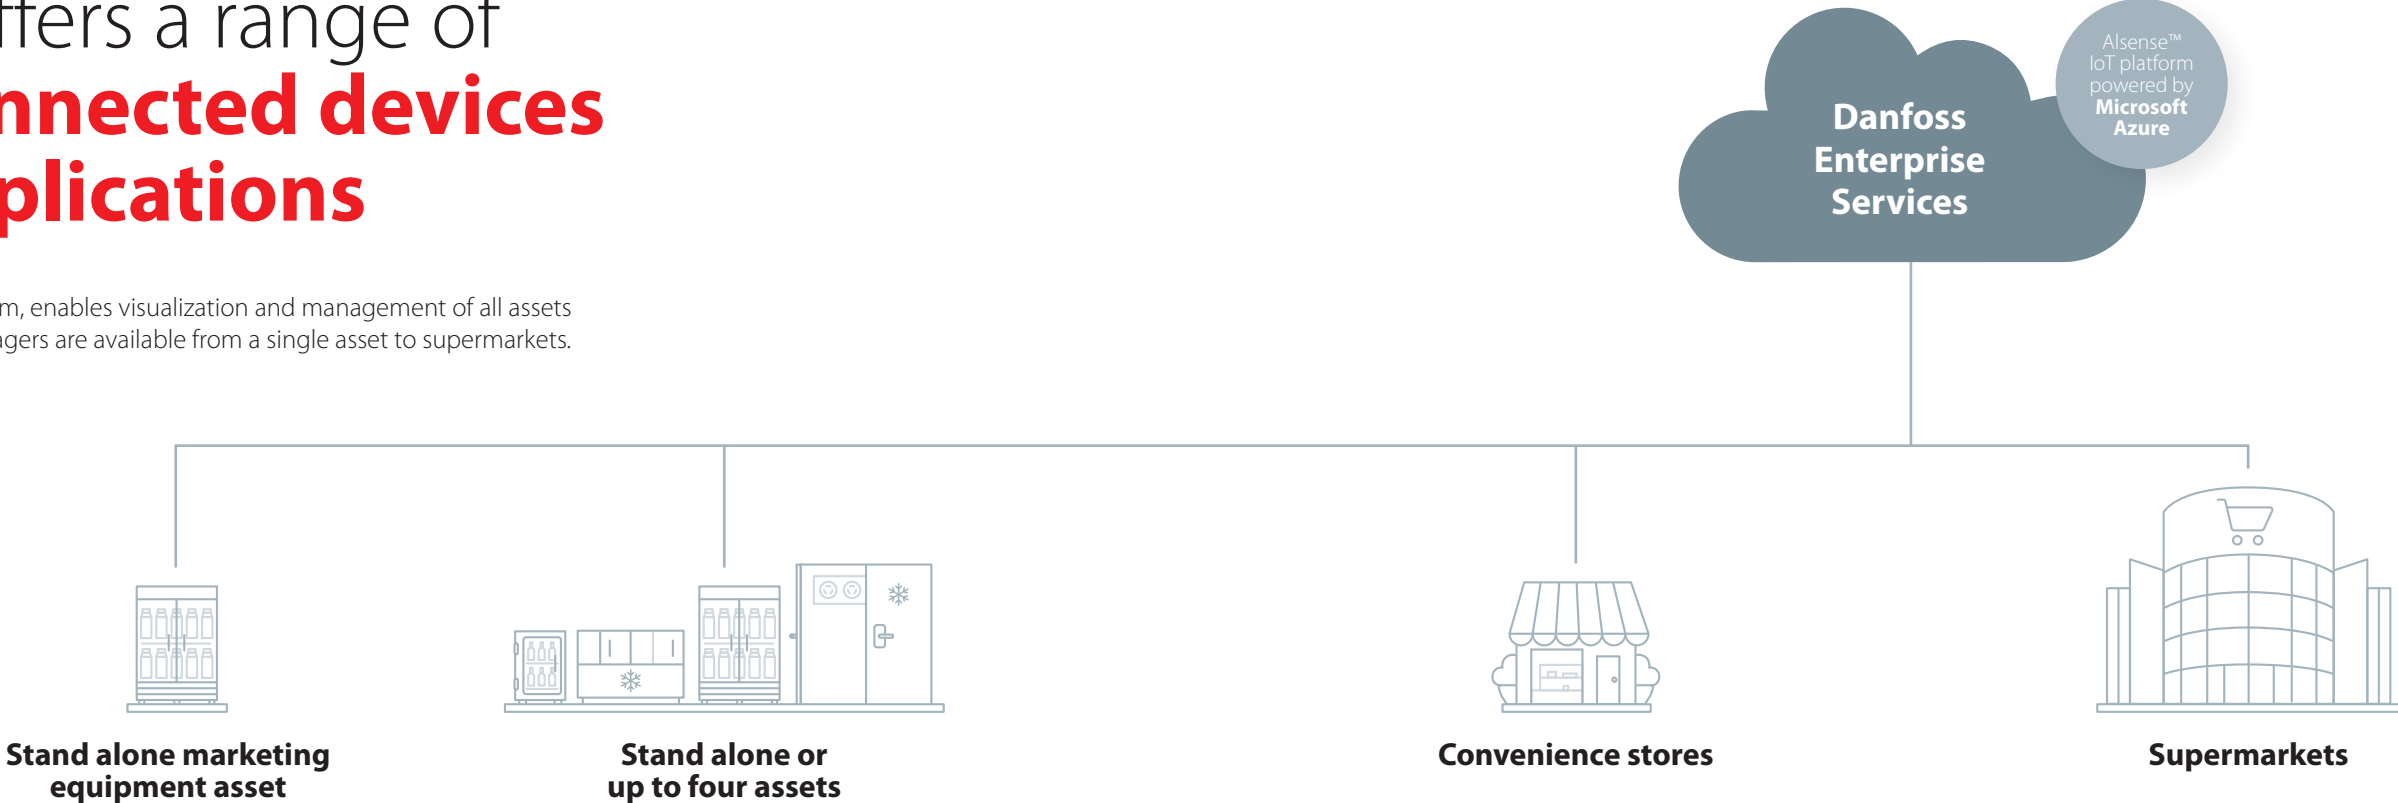 ffers a range of
nnected devices
plications
m, enables visualization and management of all assets
agers are available from a single asset to supermarkets.
Danfoss
Enterprise
Services
Alsense™
IoT platform
powered by
Microsoft
Azure
Stand alone marketing
equipment asset
Stand alone or
up to four assets
Convenience stores
Supermarkets